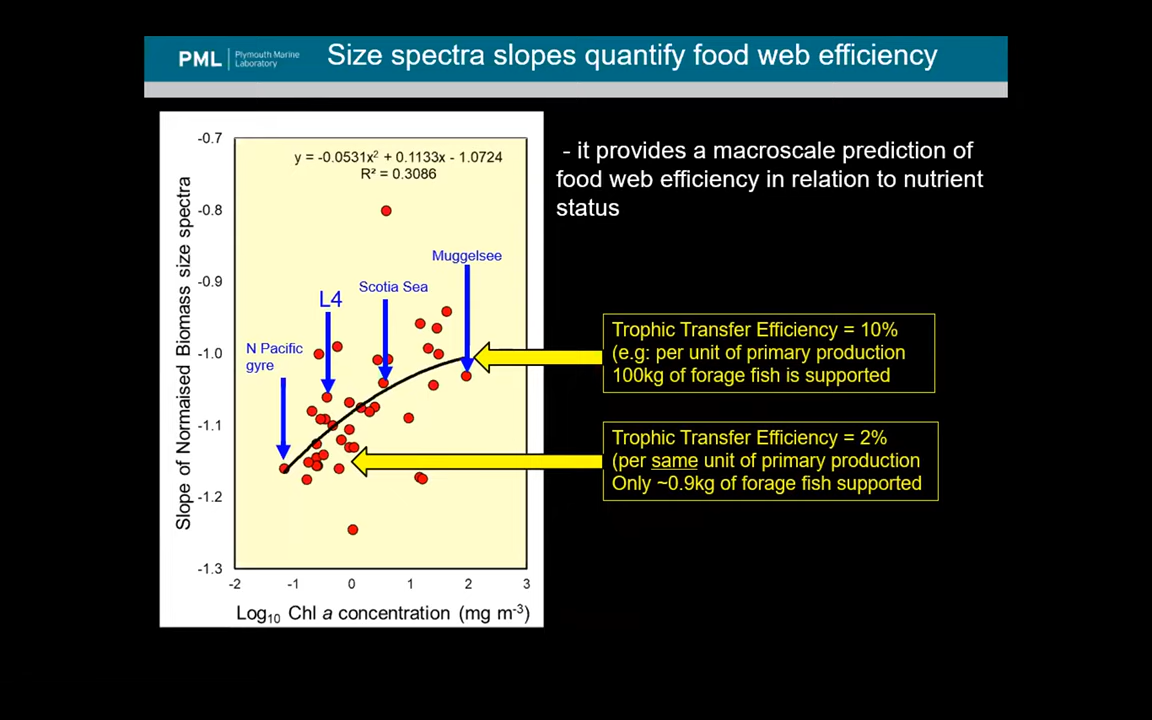 PML | Plymouth Marine
Laboratory
Size spectra slopes quantify food web efficiency
- it provides a macroscale prediction of
food web efficiency in relation to nutrient
status
Slope of Normaised Biomass size spectra
-0.7
-0.8
-0.9
-1.0
-1.1
-1.2
-1.3
y = -0.0531x² + 0.1133x - 1.0724
R² = 0.3086
Muggelsee
Scotia Sea
L4
N Pacific
gyre
-2 -1 0 1 2 3
Log₁₀ Chl a concentration (mg m⁻³)
Trophic Transfer Efficiency = 10%
(e.g: per unit of primary production
100kg of forage fish is supported
Trophic Transfer Efficiency = 2%
(per same unit of primary production
Only ~0.9kg of forage fish supported